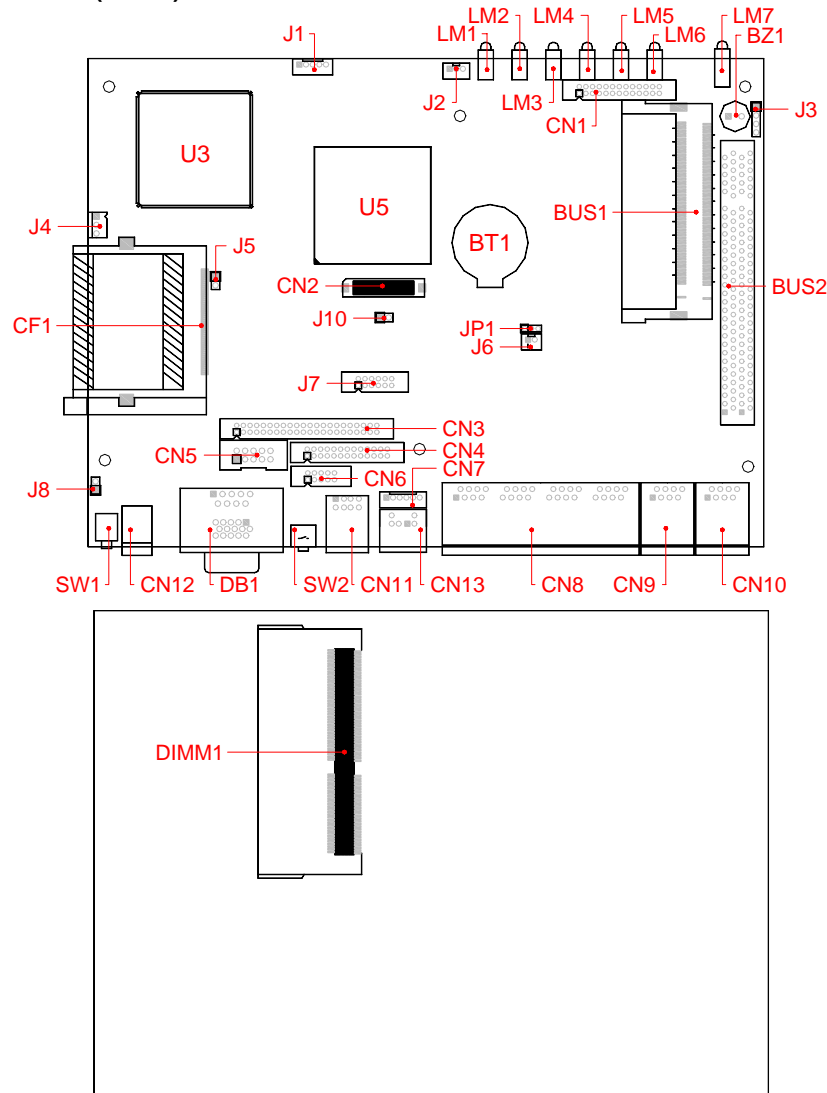 LM2 LM4 LM5 LM7
J1 LM1 LM6 BZ1
J2 LM3 J3
CN1
U3
U5
J4 BUS1
J5 BT1
CN2 BUS2
CF1 J10 JP1
J6
J7
CN3
CN5 CN4
CN6 CN7
J8
SW1 CN12 DB1 SW2 CN11 CN13 CN8 CN9 CN10
DIMM1